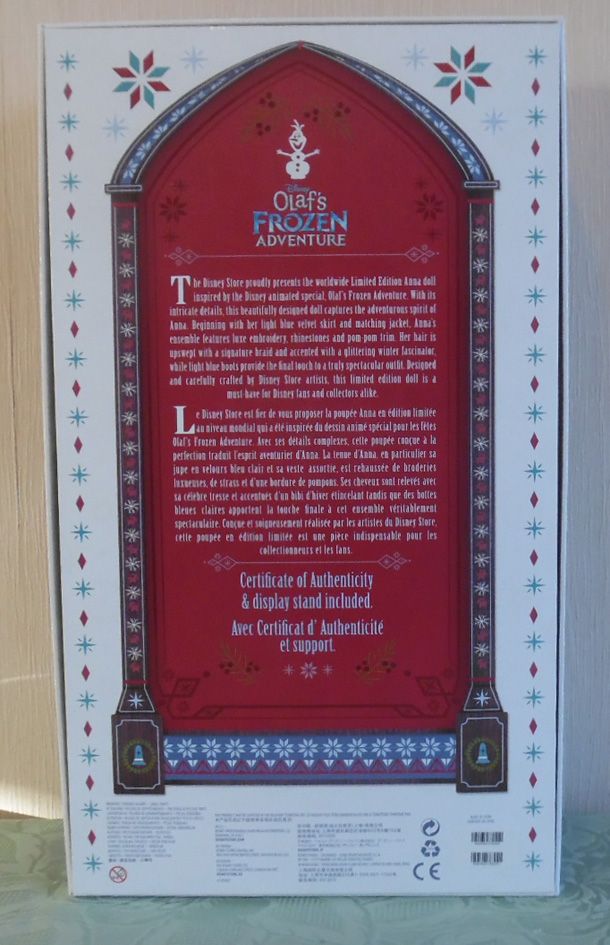 Disney
Olaf's
FROZEN
ADVENTURE
The Disney Store proudly presents the worldwide Limited Edition Anna doll
inspired by the Disney animated special, Olaf's Frozen Adventure. With its
intricate details, this beautifully designed doll captures the adventurous spirit of
Anna. Beginning with her light blue velvet skirt and matching jacket, Anna's
ensemble features luxe embroidery, rhinestones and pom-pom trim. Her hair is
upswept with a signature braid and accented with a glittering winter fascinator,
while light blue boots provide the final touch to a truly spectacular outfit. Designed
and carefully crafted by Disney Store artists, this limited edition doll is a
must-have for Disney fans and collectors alike.
Le Disney Store est fier de vous proposer la poupée Anna en édition limitée
au niveau mondial qui a été inspirée du dessin animé spécial pour les fêtes
Olaf's Frozen Adventure. Avec ses détails complexes, cette poupée conçue à la
perfection traduit l'esprit aventurier d'Anna. La tenue d'Anna, en particulier sa
jupe en velours bleu clair et sa veste assortie, est rehaussée de broderies
luxueuses, de strass et d'une bordure de pompons. Ses cheveux sont relevés avec
sa célèbre tresse et accentués d'un bibi d'hiver étincelant tandis que des bottes
bleues claires apportent la touche finale à cet ensemble véritablement
spectaculaire. Conçue et soigneusement réalisée par les artistes du Disney Store,
cette poupée en édition limitée est une pièce indispensable pour les
collectionneurs et les fans.
Certificate of Authenticity
& display stand included.
Avec Certificat d' Authenticité
et support.
CE